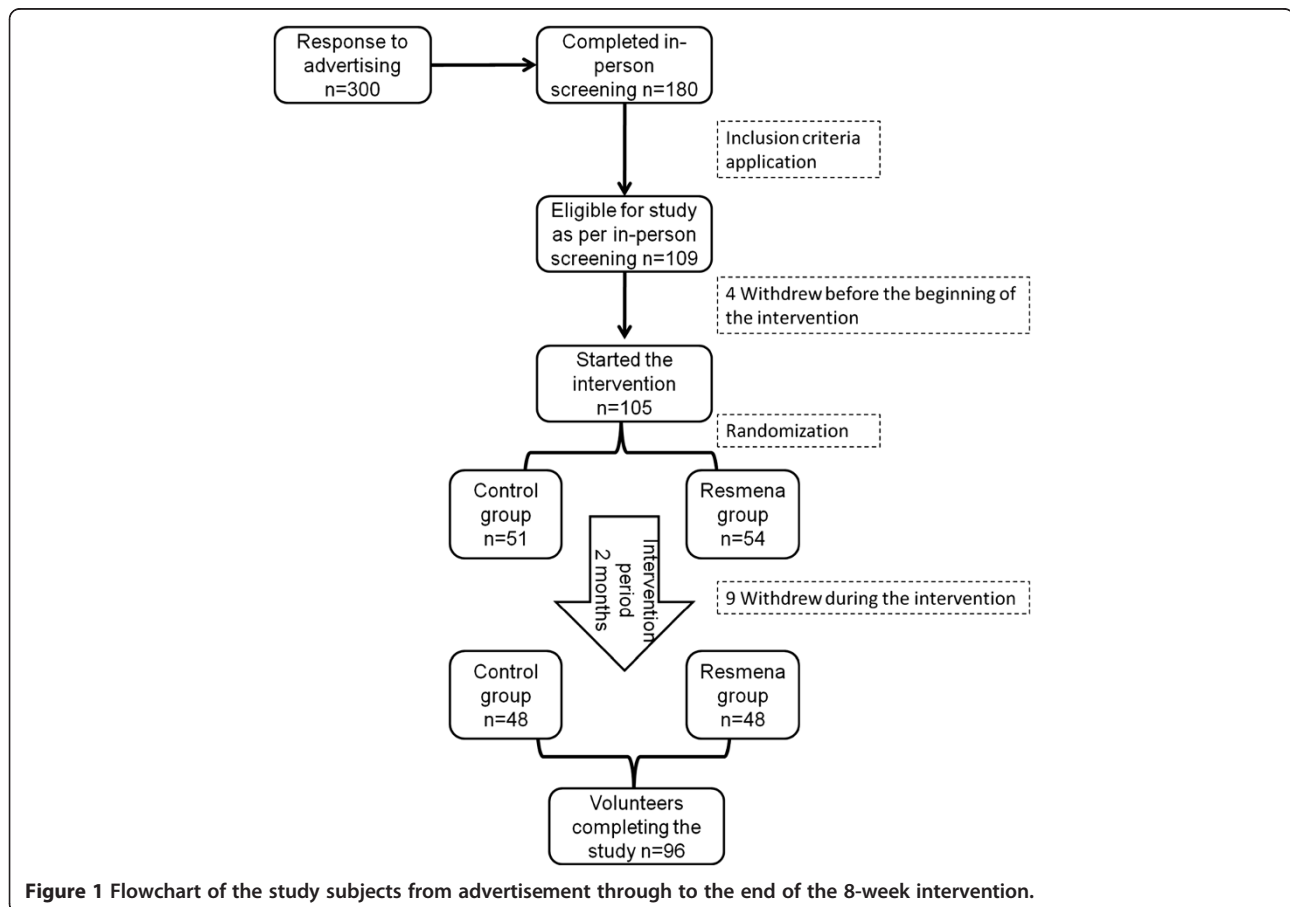 Response to
advertising
n=300
Completed in-
person
screening n=180
Inclusion criteria
application
Eligible for study
as per in-person
screening n=109
4 Withdrew before the beginning of
the intervention
Started the
intervention
n=105
Randomization
Control
group
n=51
Resmena
group
n=54
Intervention
period
2 months
9 Withdrew during the intervention
Control
group
n=48
Resmena
group
n=48
Volunteers
completing the
study n=96
Figure 1 Flowchart of the study subjects from advertisement through to the end of the 8-week intervention.